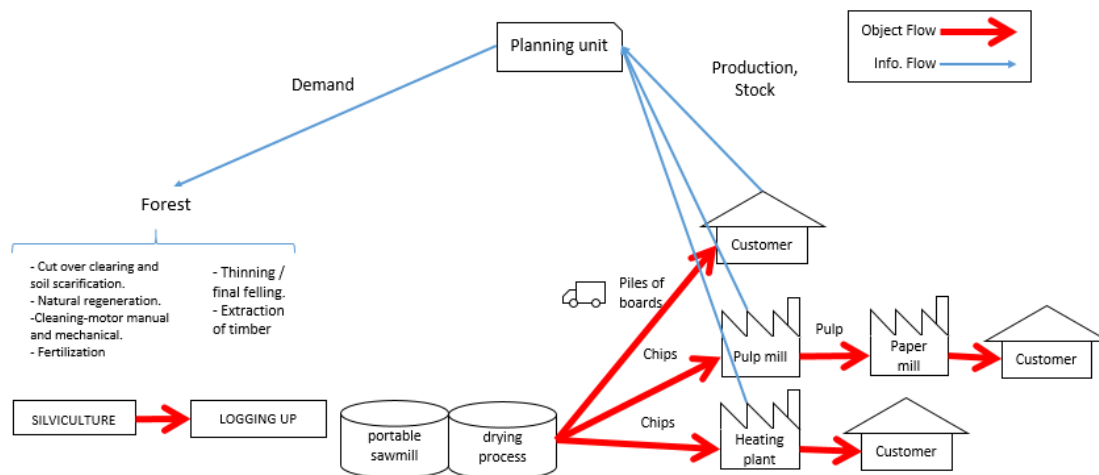 Planning unit
Object Flow
Info. Flow
Production,
Stock
Demand
Forest
- Cut over clearing and
soil scarification.
- Natural regeneration.
-Cleaning-motor manual
and mechanical.
- Fertilization
- Thinning /
final felling.
- Extraction
of timber
Customer
Piles of
boards
Chips
Pulp mill
Pulp
Paper
mill
Customer
SILVICULTURE
LOGGING UP
portable
sawmill
drying
process
Chips
Heating
plant
Customer